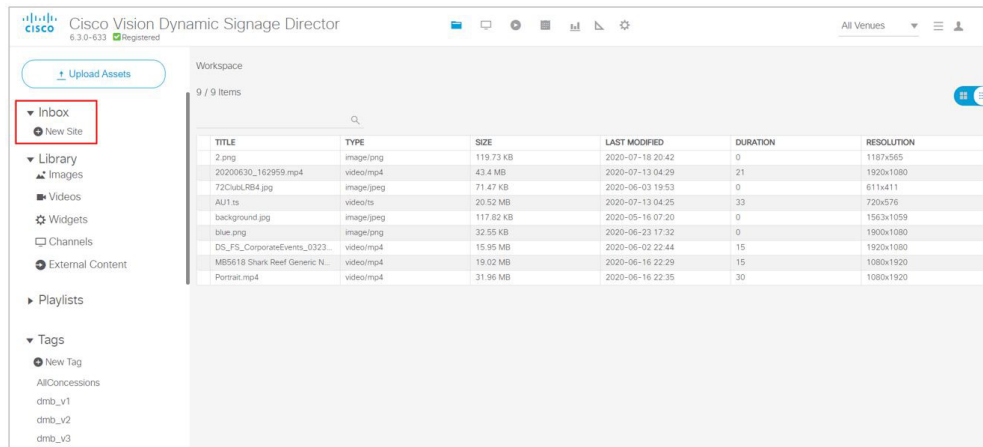 CISCO
Cisco Vision Dynamic Signage Director
6.3.0-633 Registered
All Venues
Upload Assets
Inbox
New Site
Library
Images
Videos
Widgets
Channels
External Content
Playlists
Tags
New Tag
AllConcessions
dmb_v1
dmb_v2
dmb_v3
Workspace
9 / 9 Items
TITLE TYPE SIZE LAST MODIFIED DURATION RESOLUTION
2.png image/png 119.73 KB 2020-07-18 20:42 0 1187x565
20200630_162959.mp4 video/mp4 43.4 MB 2020-07-13 04:29 21 1920x1080
72ClubLRB4.jpg image/jpeg 71.47 KB 2020-06-03 19:53 0 611x411
AU1.ts video/ts 20.52 MB 2020-07-13 04:25 33 720x576
background.jpg image/jpeg 117.82 KB 2020-05-16 07:20 0 1563x1059
blue.png image/png 32.55 KB 2020-06-23 17:32 0 1900x1080
DS_FS_CorporateEvents_0323... video/mp4 15.95 MB 2020-06-02 22:44 15 1920x1080
MB5618 Shark Reef Generic N... video/mp4 19.02 MB 2020-06-16 22:29 15 1080x1920
Portrait.mp4 video/mp4 31.96 MB 2020-06-16 22:35 30 1080x1920